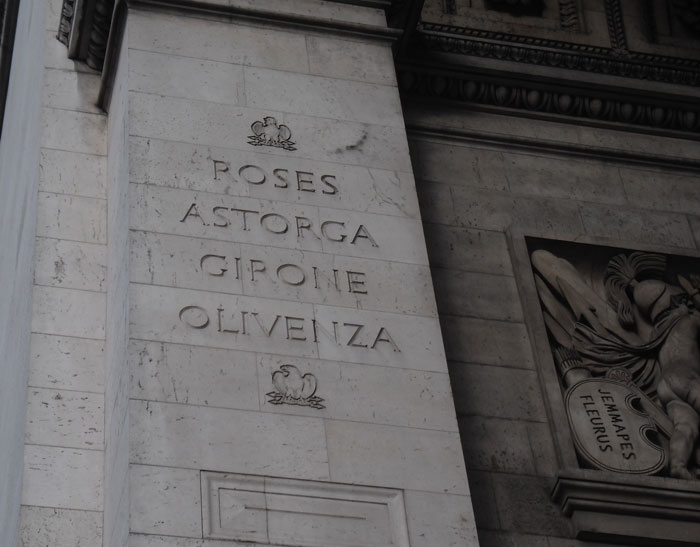 ROSES
ASTORGA
GIRONE
OLIVENZA
JEMMAPES
FLEURUS